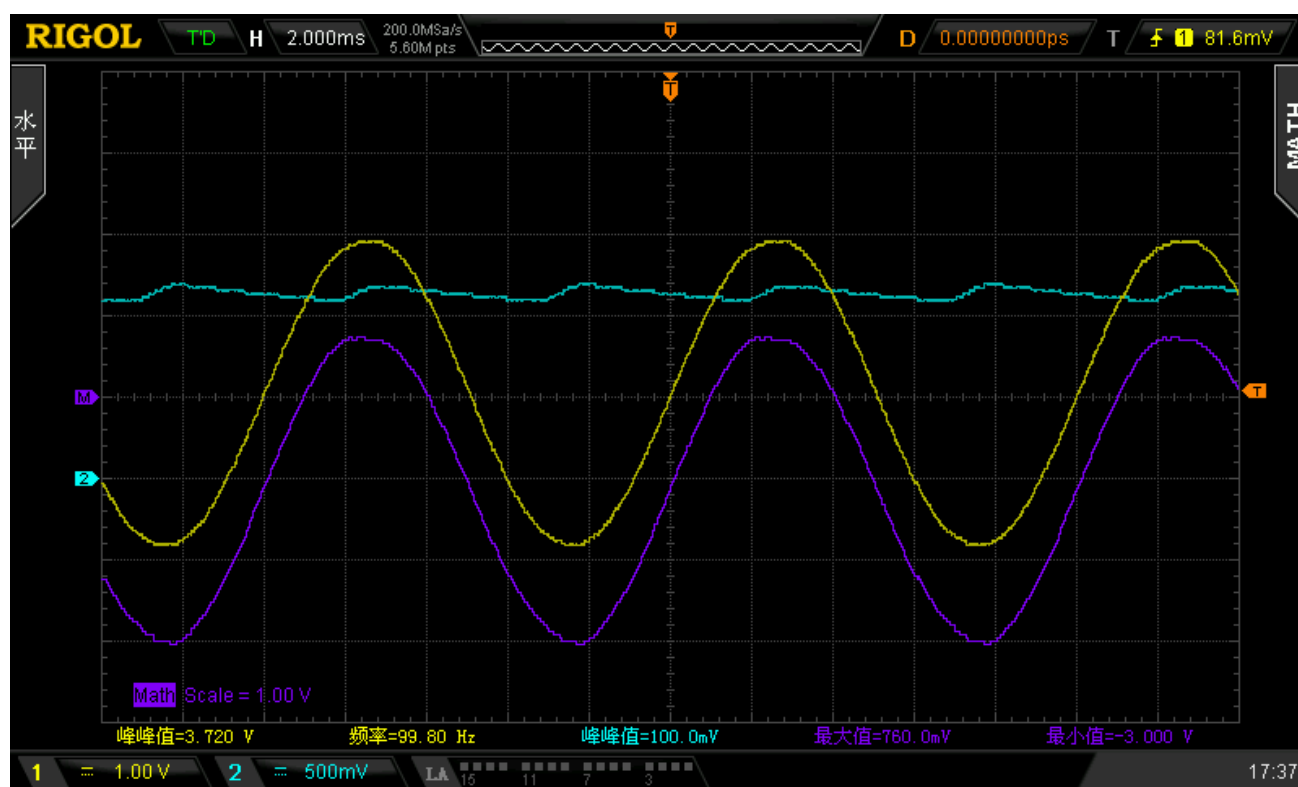 RIGOL T'D H 2.000ms 200.0MSa/s 5.60M pts D 0.00000000ps T 1 81.6mV
T
水平
MATH
M
T
2
Math Scale = 1.00 V
峰峰值=3.720 V 频率=99.80 Hz 峰峰值=100.0mV 最大值=760.0mV 最小值=-3.000 V
1 = 1.00 V 2 = 500mV LA 15 11 7 3 17:37